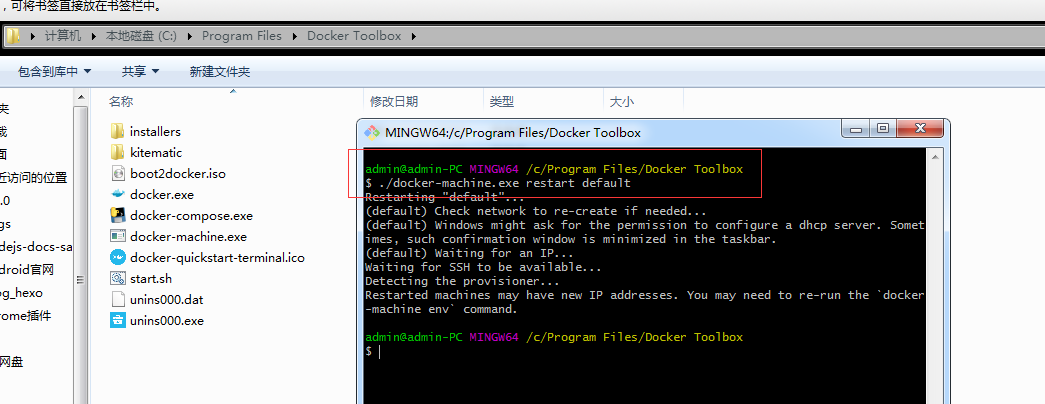 ，可将书签直接放在书签栏中。
计算机 本地磁盘 (C:) Program Files Docker Toolbox
包含到库中 共享 新建文件夹
名称 修改日期 类型 大小
夹
载
面
近访问的位置
.0
gs
dejs-docs-sa
droid官网
og_hexo
rome插件
网盘
installers
kitematic
boot2docker.iso
docker.exe
docker-compose.exe
docker-machine.exe
docker-quickstart-terminal.ico
start.sh
unins000.dat
unins000.exe
MINGW64:/c/Program Files/Docker Toolbox
admin@admin-PC MINGW64 /c/Program Files/Docker Toolbox
$ ./docker-machine.exe restart default
Restarting "default"...
(default) Check network to re-create if needed...
(default) Windows might ask for the permission to configure a dhcp server. Somet
imes, such confirmation window is minimized in the taskbar.
(default) Waiting for an IP...
Waiting for SSH to be available...
Detecting the provisioner...
Restarted machines may have new IP addresses. You may need to re-run the `docker
-machine env` command.
admin@admin-PC MINGW64 /c/Program Files/Docker Toolbox
$